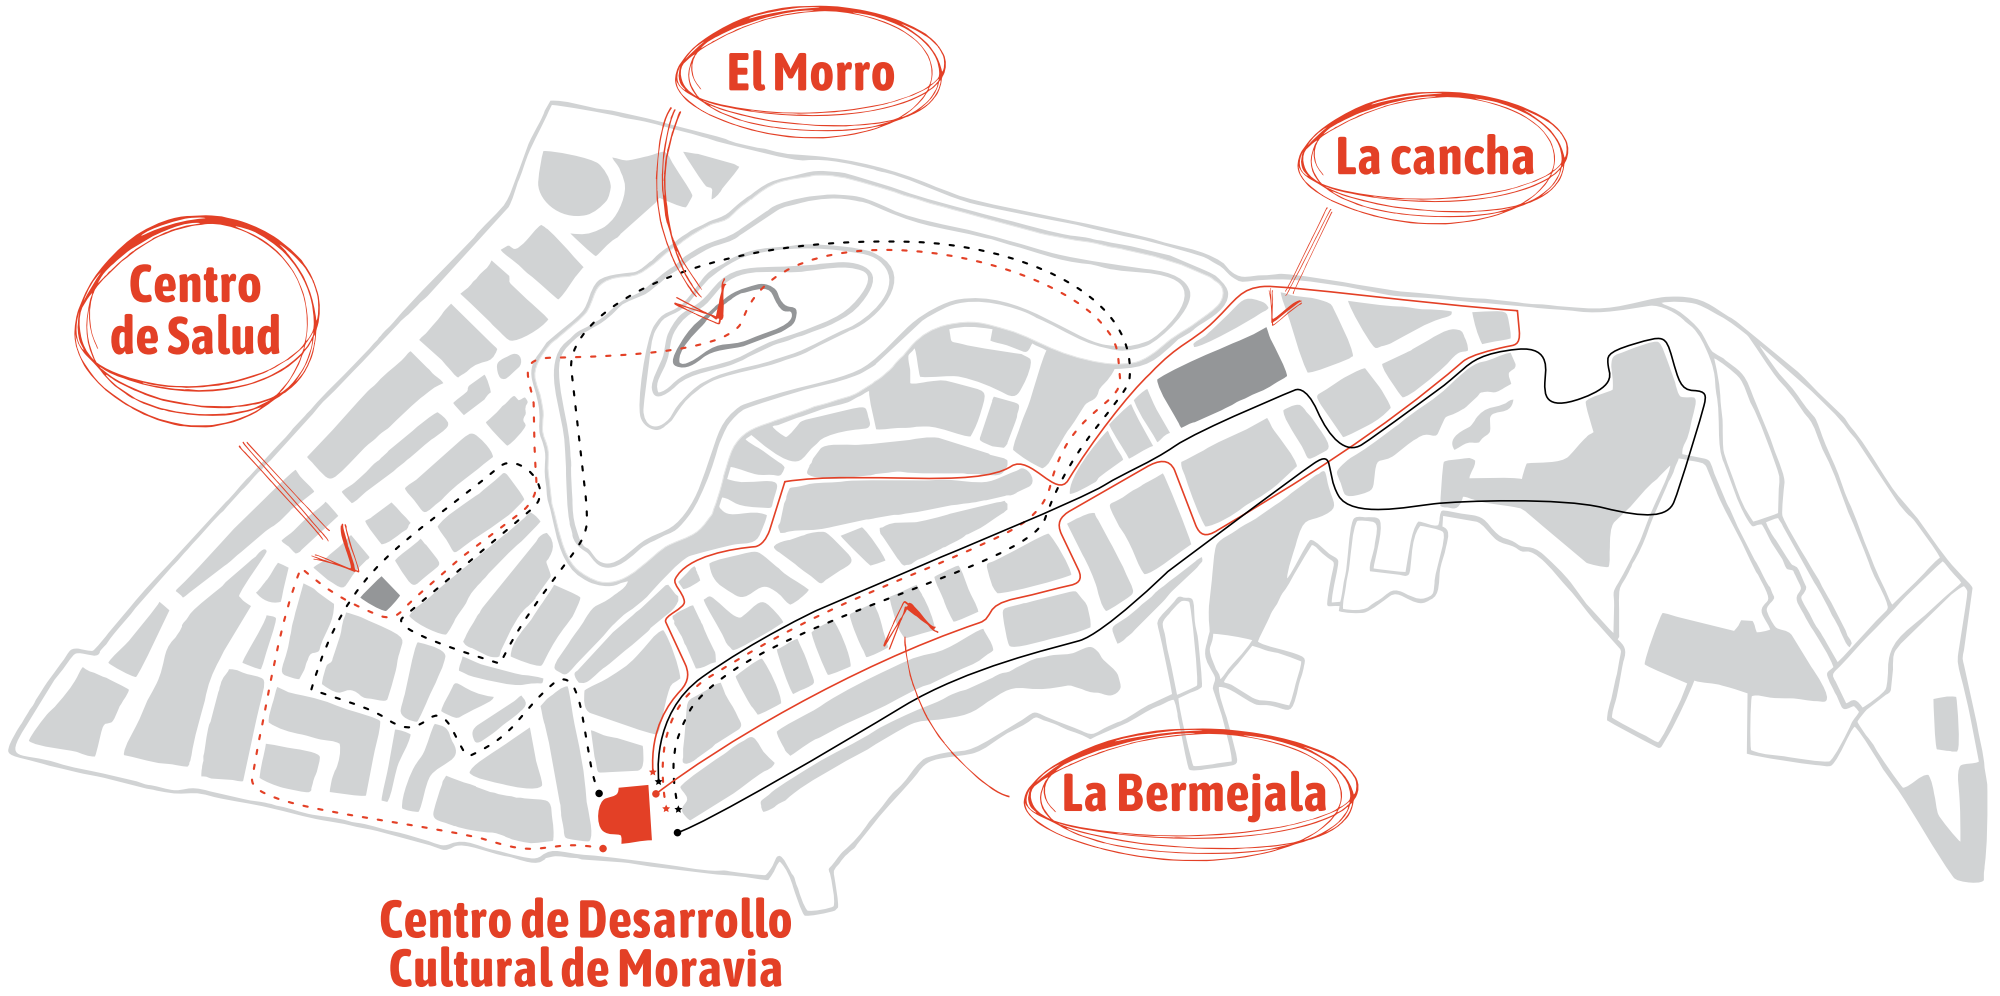 El Morro
La cancha
Centro
de Salud
La Bermejala
Centro de Desarrollo
Cultural de Moravia